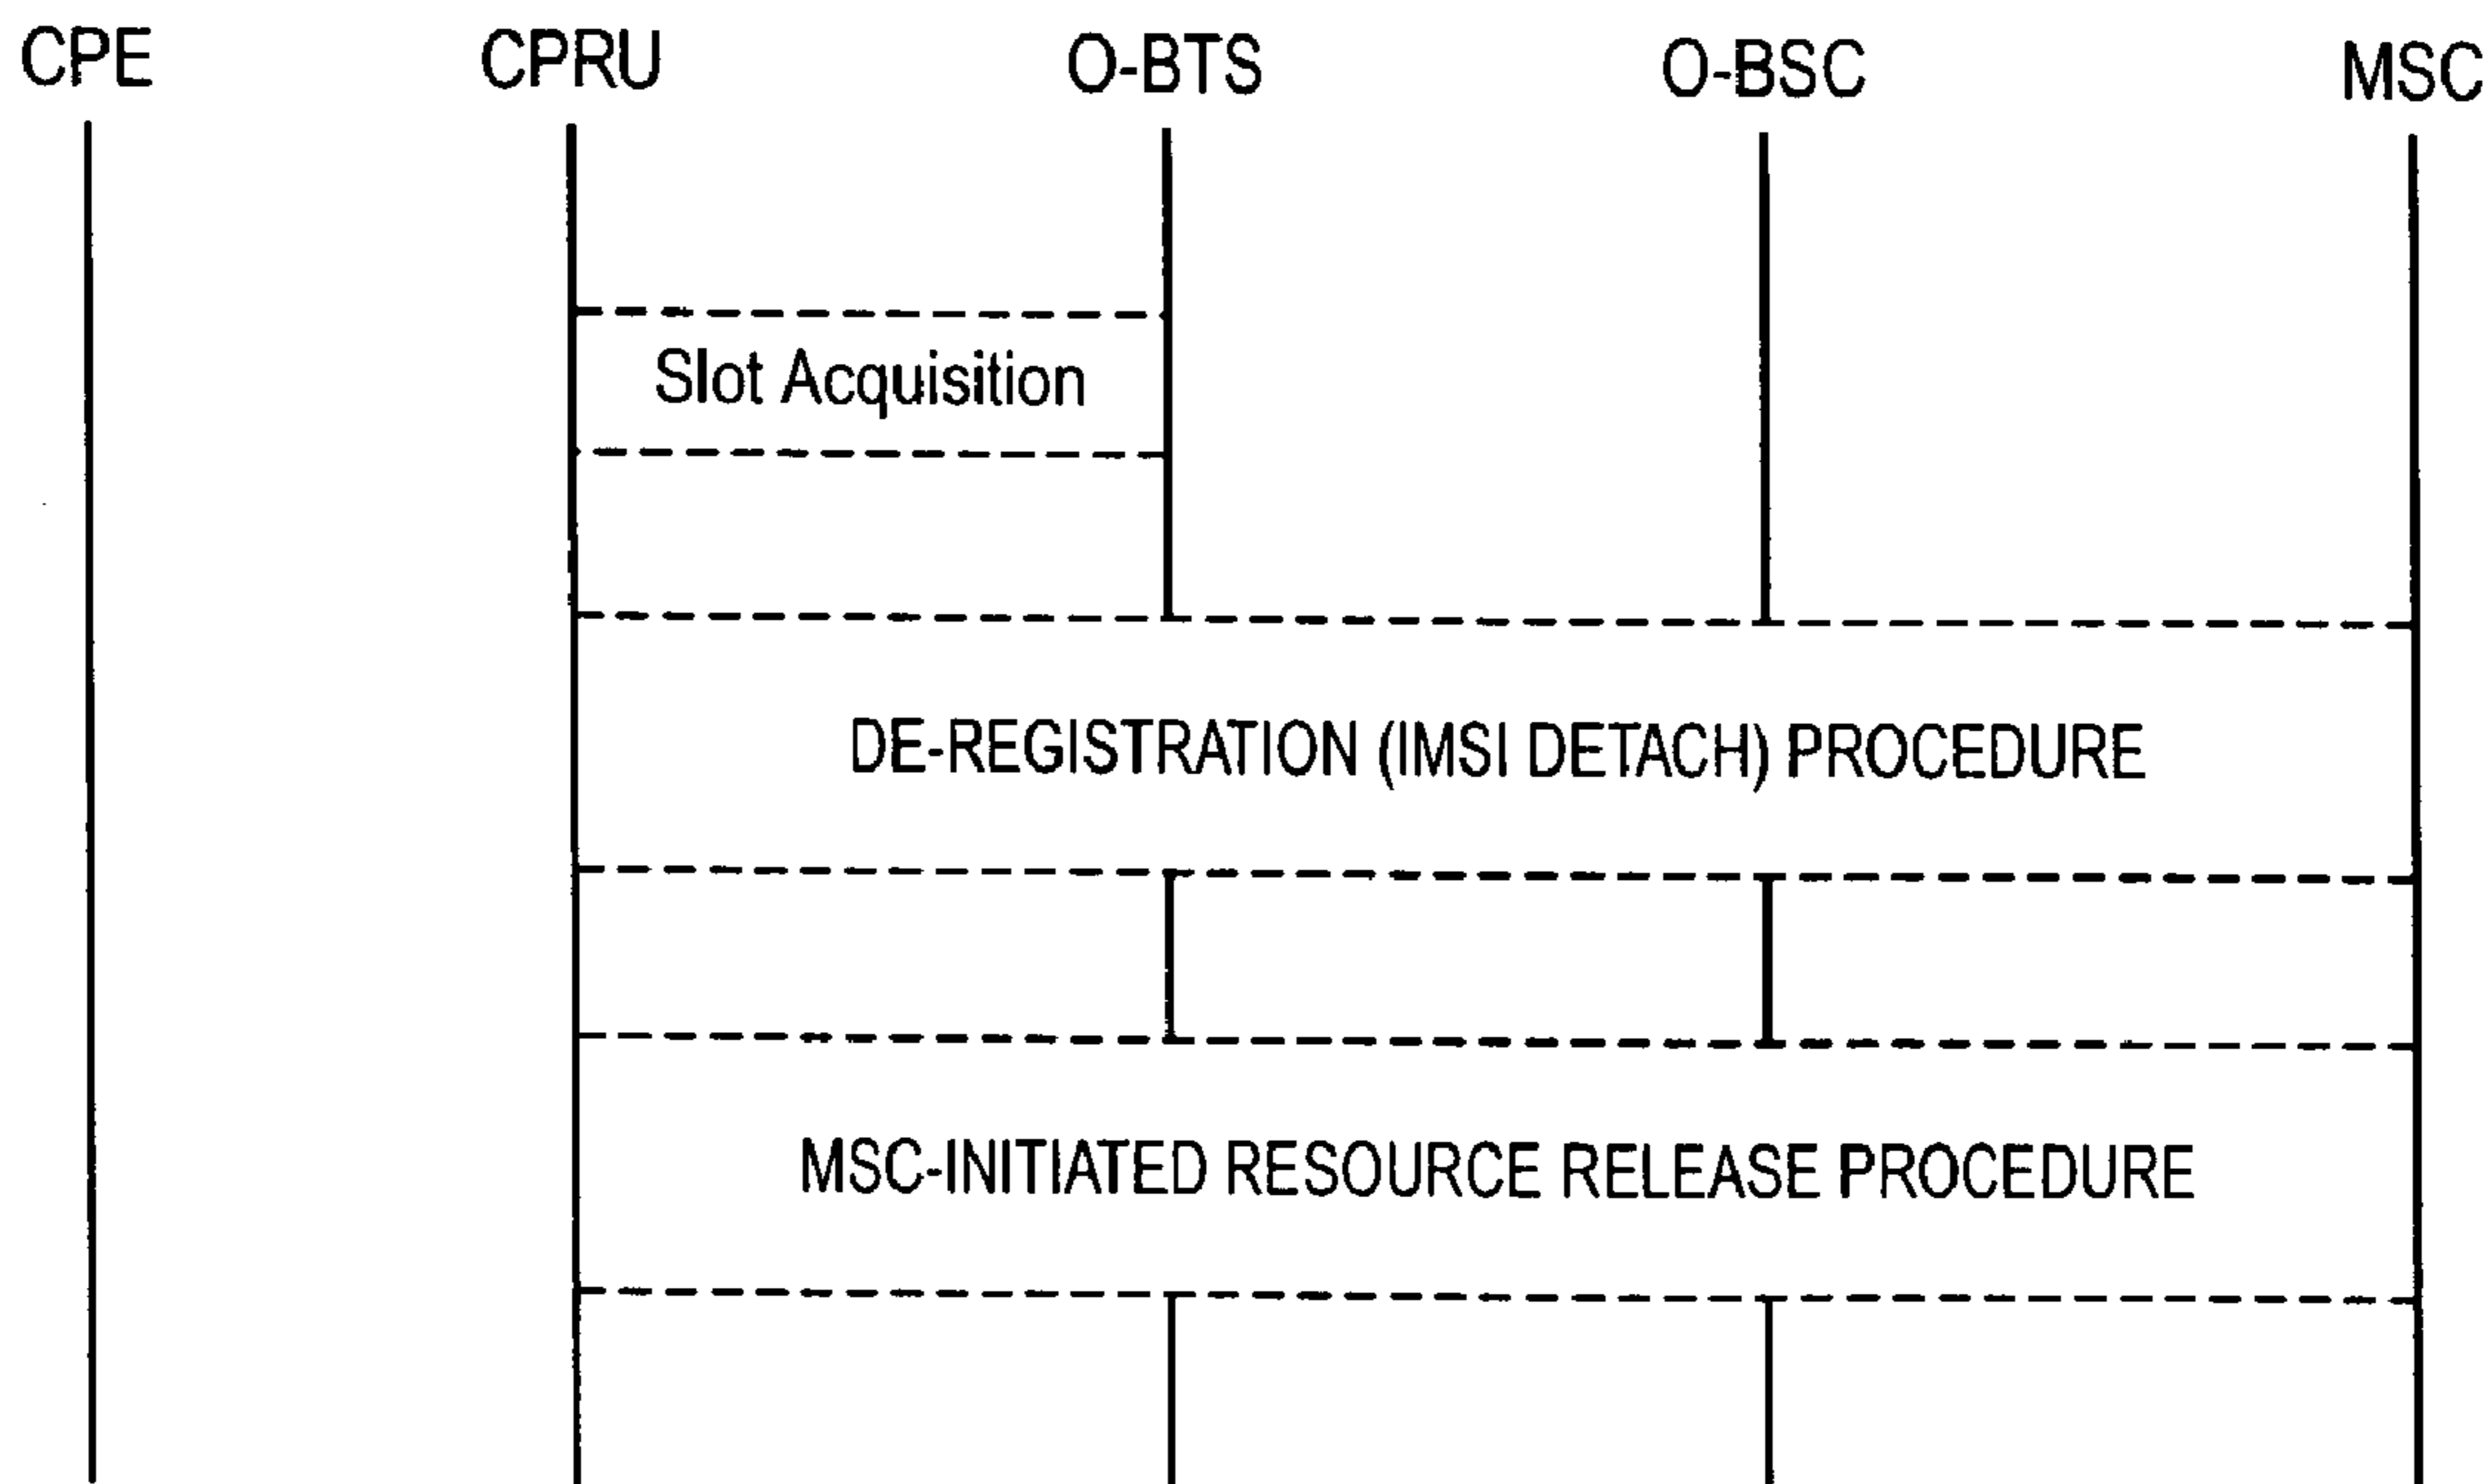 CPE CPRU O-BTS O-BSC MSC
Slot Acquisition
DE-REGISTRATION (IMSI DETACH) PROCEDURE
MSC-INITIATED RESOURCE RELEASE PROCEDURE